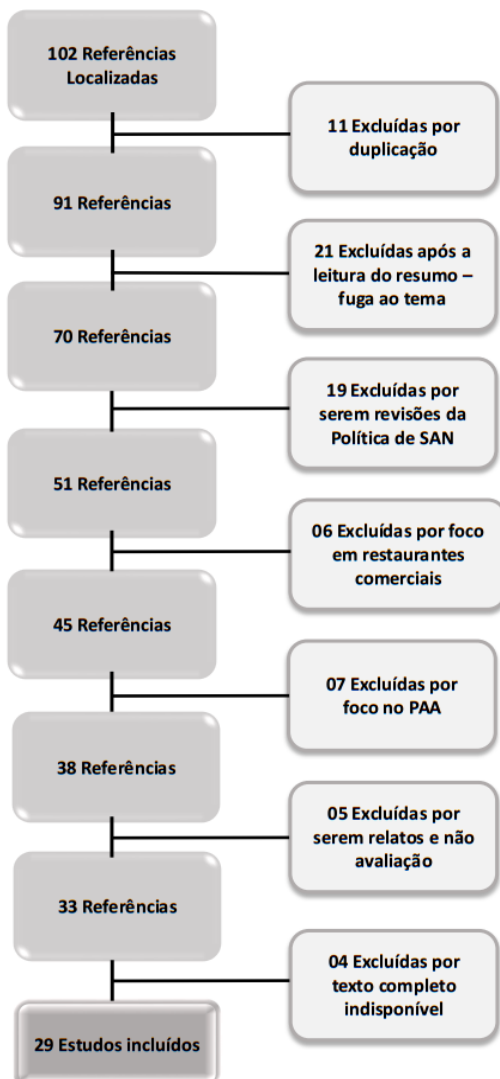 102 Referências
Localizadas
11 Excluídas por
duplicação
91 Referências
21 Excluídas após a
leitura do resumo –
fuga ao tema
70 Referências
19 Excluídas por
serem revisões da
Política de SAN
51 Referências
06 Excluídas por foco
em restaurantes
comerciais
45 Referências
07 Excluídas por
foco no PAA
38 Referências
05 Excluídas por
serem relatos e não
avaliação
33 Referências
04 Excluídas por
texto completo
indisponível
29 Estudos incluídos